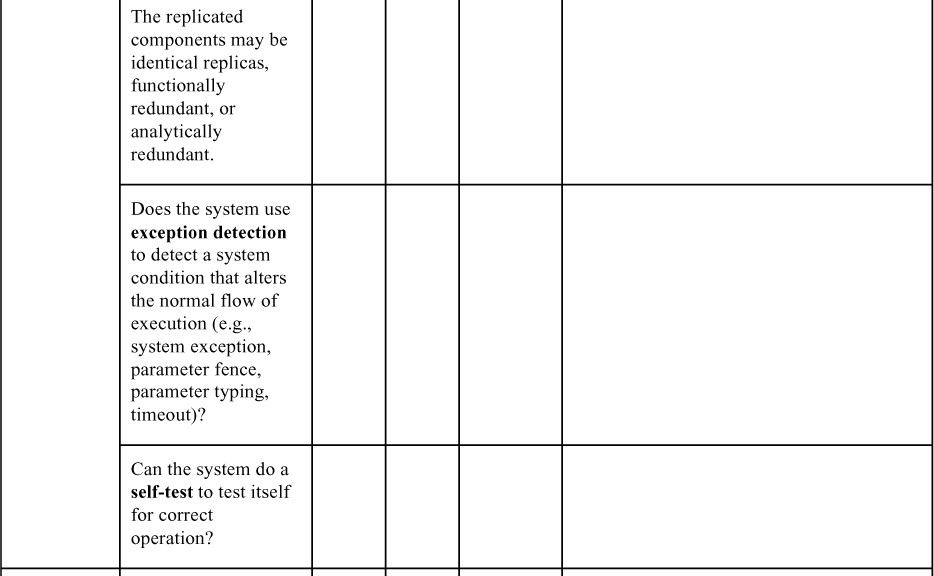 The replicated
components may be
identical replicas,
functionally
redundant, or
analytically
redundant.
Does the system use
exception detection
to detect a system
condition that alters
the normal flow of
execution (e.g.,
system exception,
parameter fence,
parameter typing,
timeout)?
Can the system do a
self-test to test itself
for correct
operation?